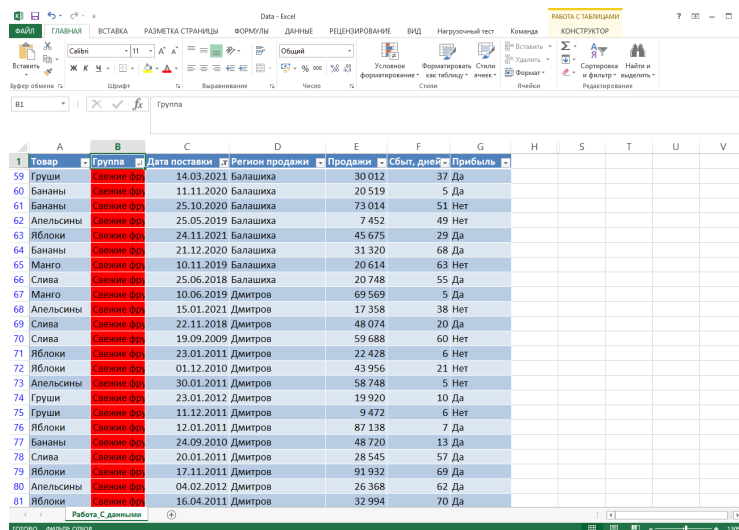 Data - Excel
РАБОТА С ТАБЛИЦАМИ
ФАЙЛ ГЛАВНАЯ ВСТАВКА РАЗМЕТКА СТРАНИЦЫ ФОРМУЛЫ ДАННЫЕ РЕЦЕНЗИРОВАНИЕ ВИД Нагрузочный тест Команда КОНСТРУКТОР
Вставить
Calibri 11
Ж К Ч
Общий
% 000
Условное форматирование
Форматировать как таблицу
Стили ячеек
Вставить
Удалить
Формат
Сортировка и фильтр
Найти и выделить
Буфер обмена Шрифт Выравнивание Число Стили Ячейки Редактирование
B1 fx Группа
A B C D E F G H S T U V
1 Товар Группа Дата поставки Регион продажи Продажи Сбыт, дней Прибыль
59 Груши Свежие фру 14.03.2021 Балашиха 30 012 37 Да
60 Бананы Свежие фру 11.11.2020 Балашиха 20 519 5 Да
61 Бананы Свежие фру 25.10.2020 Балашиха 73 014 51 Нет
62 Апельсины Свежие фру 25.05.2019 Балашиха 7 452 49 Нет
63 Яблоки Свежие фру 24.11.2021 Балашиха 45 675 29 Да
64 Бананы Свежие фру 21.12.2020 Балашиха 31 320 68 Да
65 Манго Свежие фру 10.11.2019 Балашиха 20 614 63 Нет
66 Слива Свежие фру 25.06.2018 Балашиха 20 748 55 Да
67 Манго Свежие фру 10.06.2019 Дмитров 69 569 5 Да
68 Апельсины Свежие фру 15.01.2021 Дмитров 17 358 38 Нет
69 Слива Свежие фру 22.11.2018 Дмитров 48 074 20 Да
70 Слива Свежие фру 19.09.2009 Дмитров 59 688 60 Нет
71 Яблоки Свежие фру 23.01.2011 Дмитров 22 428 6 Нет
72 Яблоки Свежие фру 01.12.2010 Дмитров 43 956 21 Нет
73 Апельсины Свежие фру 30.01.2011 Дмитров 58 748 5 Нет
74 Груши Свежие фру 23.01.2012 Дмитров 19 920 10 Да
75 Груши Свежие фру 11.12.2011 Дмитров 9 472 6 Нет
76 Яблоки Свежие фру 12.01.2011 Дмитров 87 138 7 Да
77 Бананы Свежие фру 24.09.2010 Дмитров 48 720 13 Да
78 Слива Свежие фру 20.01.2011 Дмитров 28 545 57 Да
79 Яблоки Свежие фру 17.11.2011 Дмитров 91 932 69 Да
80 Апельсины Свежие фру 04.02.2012 Дмитров 26 368 62 Да
81 Яблоки Свежие фру 16.04.2011 Дмитров 32 994 70 Да
Работа_С_данными
ГОТОВО ФИЛЬТР: ОТБОР